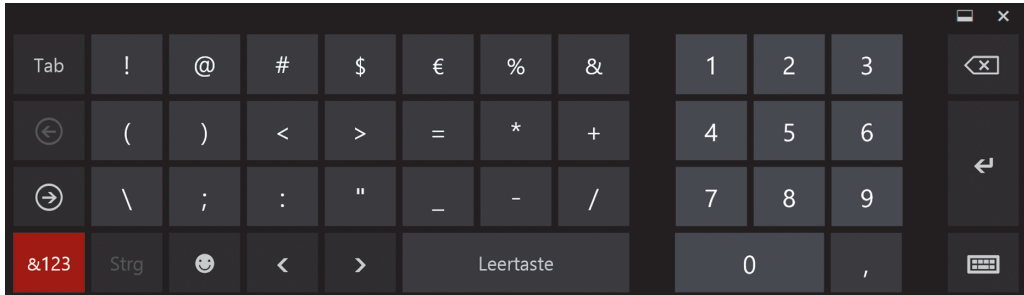 Tab ! @ # $ € % & 1 2 3
( ) < > = * + 4 5 6
\ ; : " _ - / 7 8 9
&123 Strg < > Leertaste 0 ,